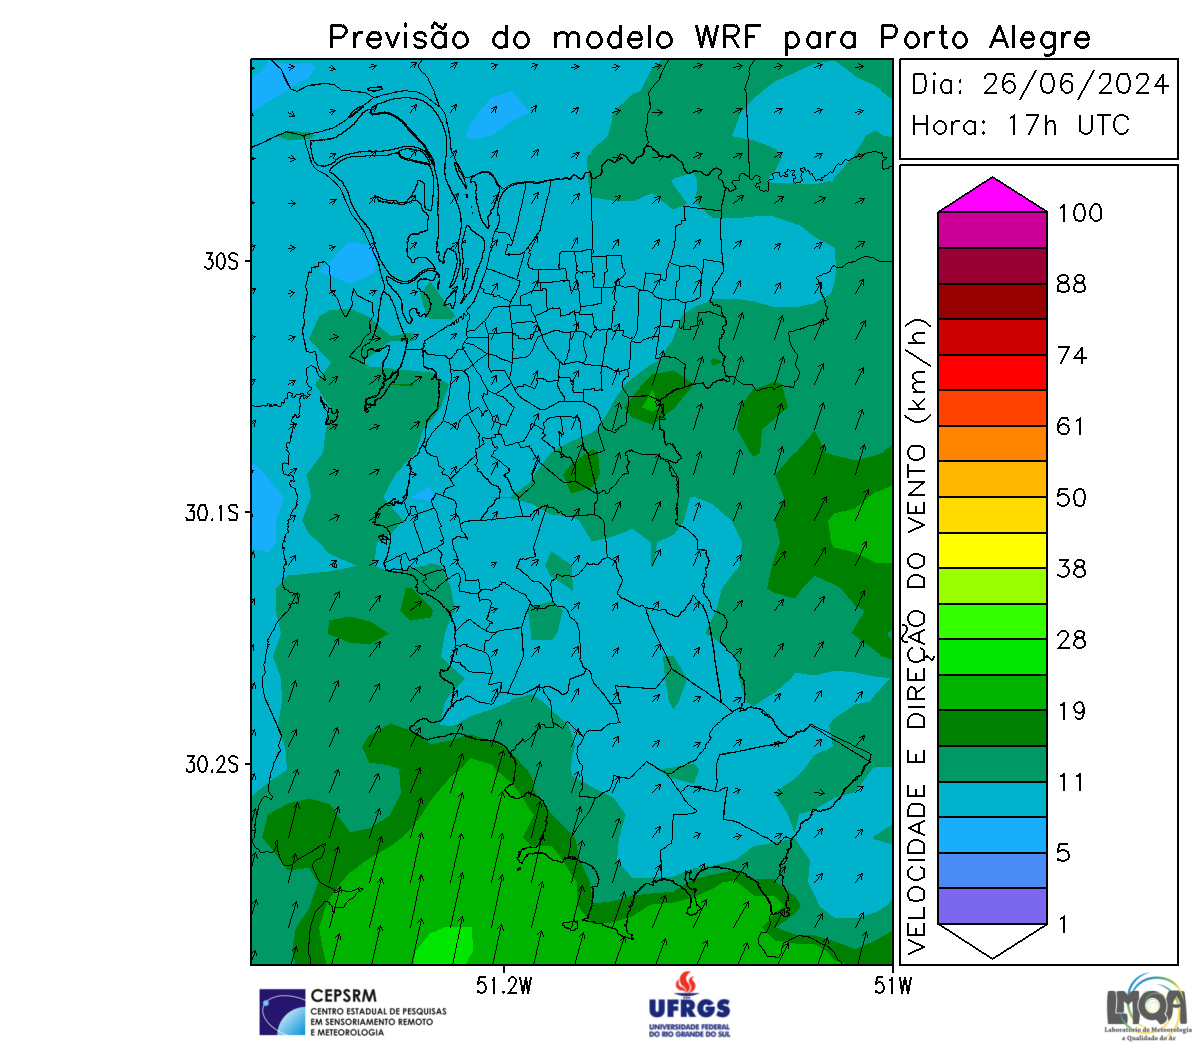 Previsão do modelo WRF para Porto Alegre
Dia: 26/06/2024
Hora: 17h UTC
100
88
74
61
50
38
28
19
11
5
1
VELOCIDADE E DIREÇÃO DO VENTO (km/h)
30S
30.1S
30.2S
51.2W
51W
CEPSRM
CENTRO ESTADUAL DE PESQUISAS
EM SENSORIAMENTO REMOTO
E METEOROLOGIA
UFRGS
UNIVERSIDADE FEDERAL
DO RIO GRANDE DO SUL
LMQA
Laboratório de Meteorologia
e Qualidade do Ar